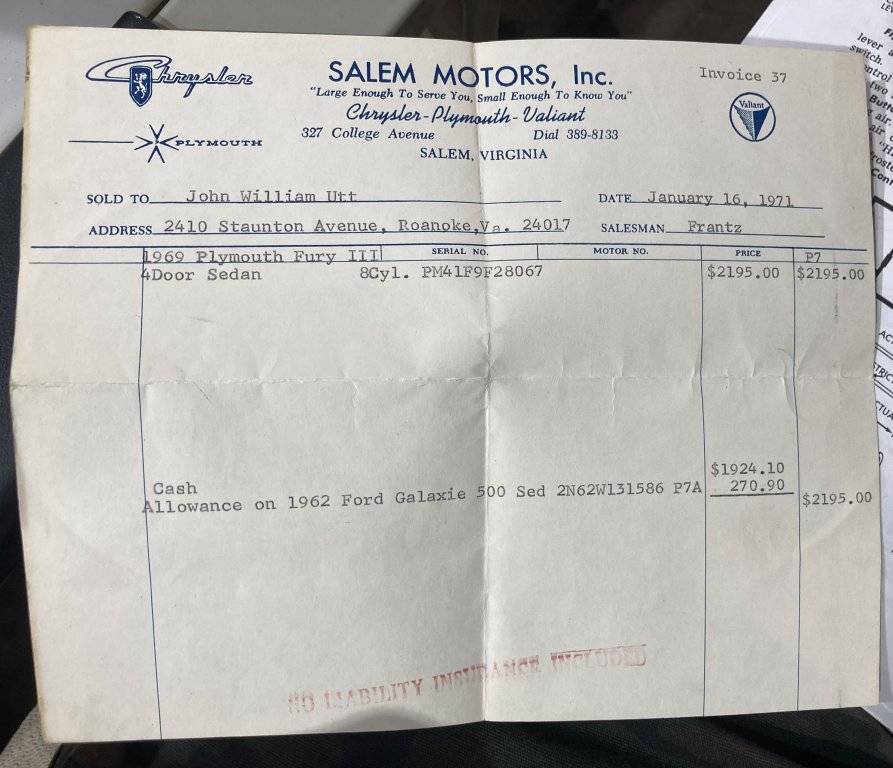 Chrysler
PLYMOUTH
SALEM MOTORS, Inc.
"Large Enough To Serve You, Small Enough To Know You"
Chrysler-Plymouth-Valiant
327 College Avenue Dial 389-8133
SALEM, VIRGINIA
Invoice 37
Valiant
SOLD TO John William Utt DATE January 16, 1971
ADDRESS 2410 Staunton Avenue, Roanoke, Va. 24017 SALESMAN Frantz
1969 Plymouth Fury III SERIAL NO. MOTOR NO. PRICE P7
4Door Sedan 8Cyl. PM41F9F28067 $2195.00 $2195.00
$1924.10
Cash 270.90
Allowance on 1962 Ford Galaxie 500 Sed 2N62W131586 P7A $2195.00
NO LIABILITY INSURANCE INCLUDED
lever
switch.
two
air.